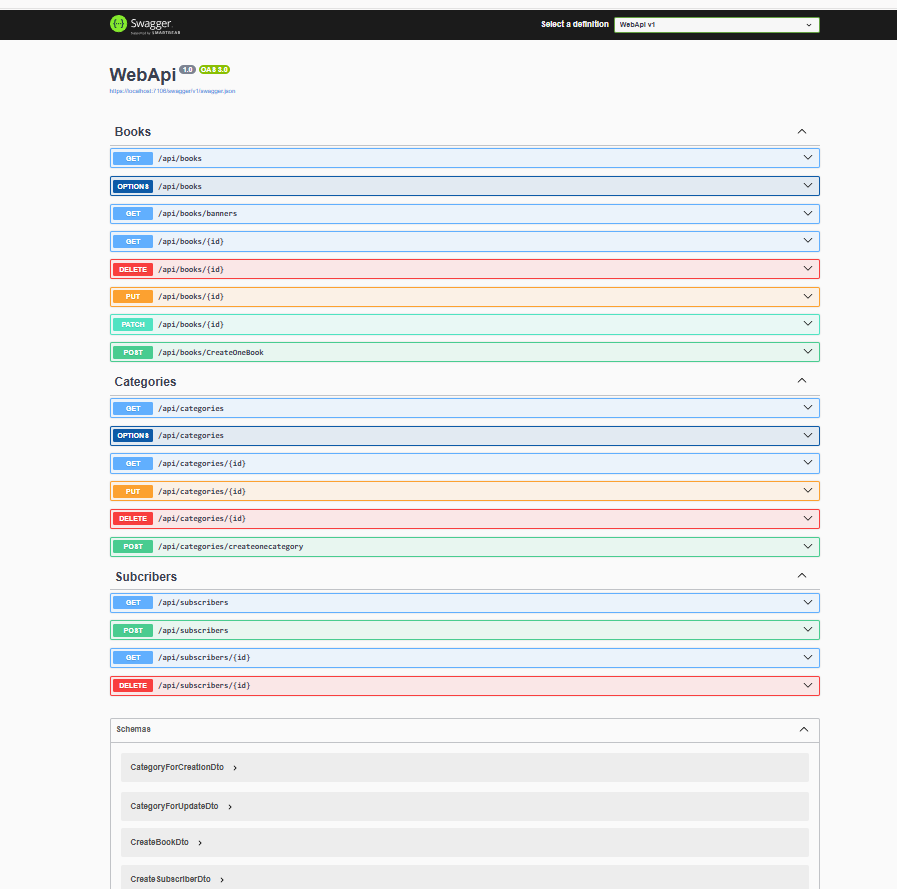 Swagger.
Supported by SMARTBEAR
Select a definition
WebApi v1
WebApi 1.0 OAS 3.0
https://localhost:7106/swagger/v1/swagger.json
Books
GET /api/books
OPTIONS /api/books
GET /api/books/banners
GET /api/books/{id}
DELETE /api/books/{id}
PUT /api/books/{id}
PATCH /api/books/{id}
POST /api/books/CreateOneBook
Categories
GET /api/categories
OPTIONS /api/categories
GET /api/categories/{id}
PUT /api/categories/{id}
DELETE /api/categories/{id}
POST /api/categories/createonecategory
Subcribers
GET /api/subscribers
POST /api/subscribers
GET /api/subscribers/{id}
DELETE /api/subscribers/{id}
Schemas
CategoryForCreationDto
CategoryForUpdateDto
CreateBookDto
CreateSubscriberDto